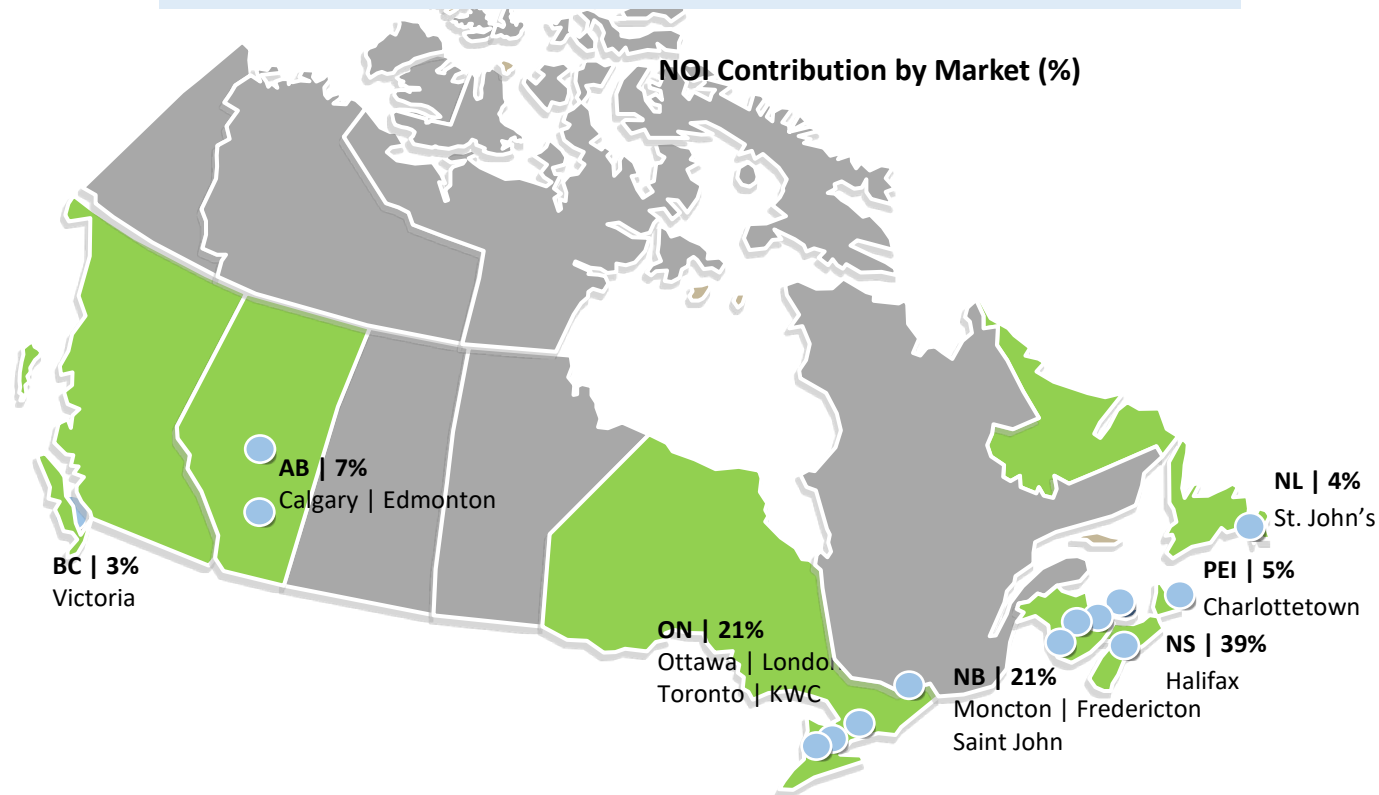 NOI Contribution by Market (%)
AB | 7%
Calgary | Edmonton
BC | 3%
Victoria
ON | 21%
Ottawa | London
Toronto | KWC
NB | 21%
Moncton | Fredericton
Saint John
NL | 4%
St. John’s
PEI | 5%
Charlottetown
NS | 39%
Halifax